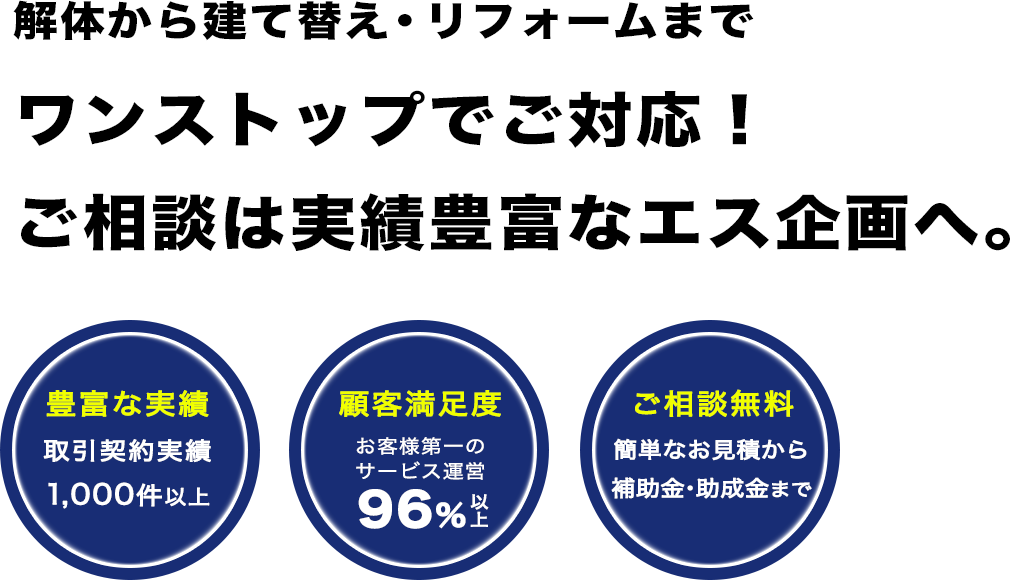 解体から建て替え・リフォームまで
ワンストップでご対応！
ご相談は実績豊富なエス企画へ。
豊富な実績
取引契約実績
1,000件以上
顧客満足度
お客様第一の
サービス運営
96%以上
ご相談無料
簡単なお見積から
補助金・助成金まで